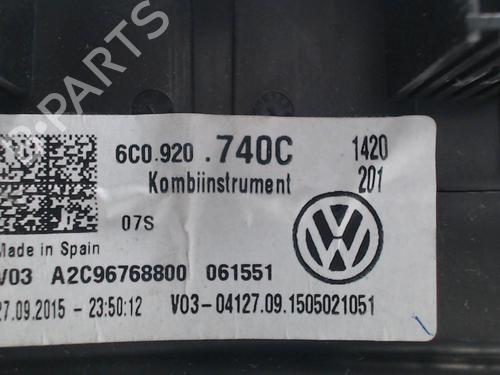 6C0.920 .740C 1420
Kombiinstrument 201
07S
Made in Spain
V03 A2C96768800 061551
27.09.2015 - 23:50:12 V03-04127.09.1505021051
B-PARTS